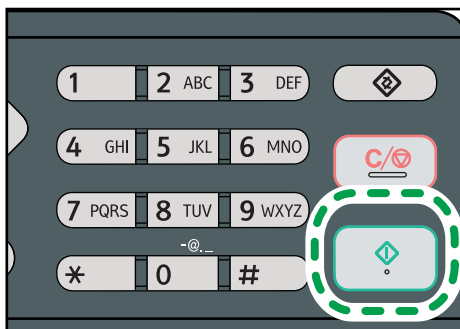 1 2 ABC 3 DEF
4 GHI 5 JKL 6 MNO C/
7 PQRS 8 TUV 9 WXYZ
-@._
* 0 #